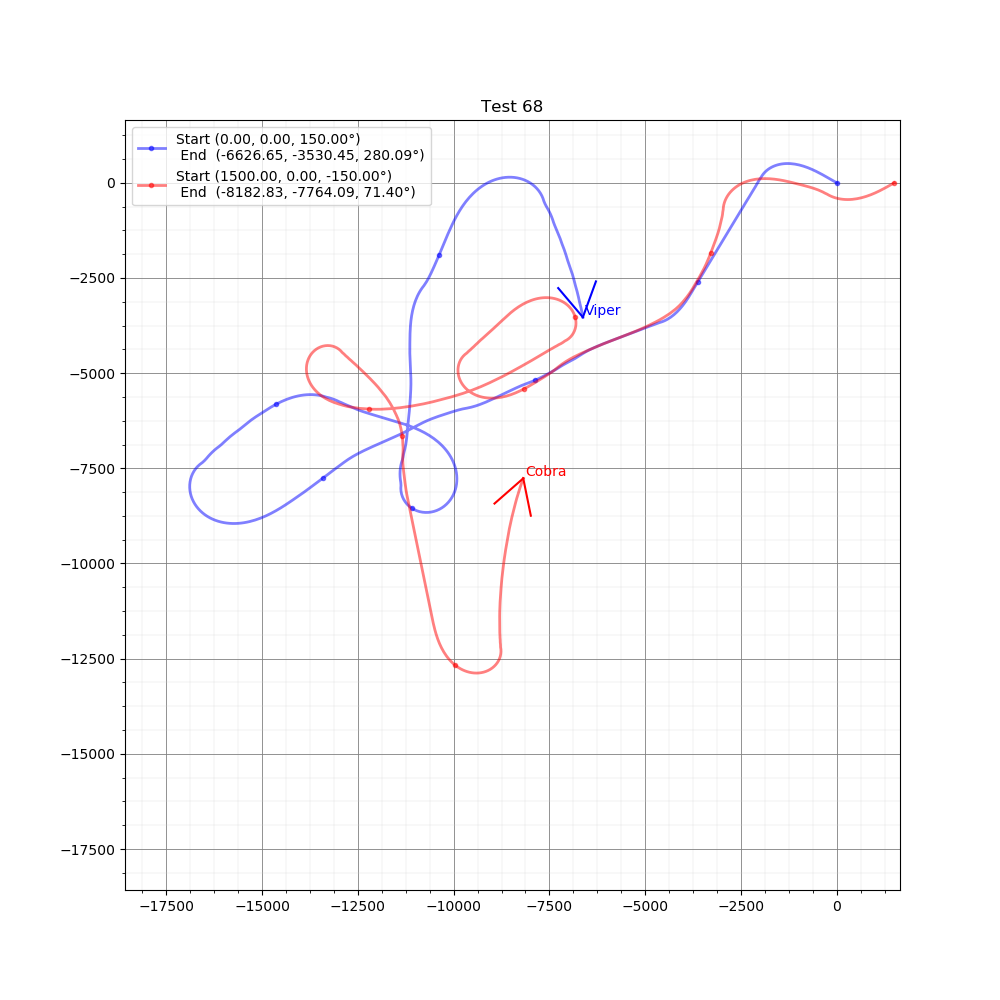 Test 68
Start (0.00, 0.00, 150.00°)
End (-6626.65, -3530.45, 280.09°)
Start (1500.00, 0.00, -150.00°)
End (-8182.83, -7764.09, 71.40°)
Viper
Cobra
0
−2500
−5000
−7500
−10000
−12500
−15000
−17500
−17500 −15000 −12500 −10000 −7500 −5000 −2500 0